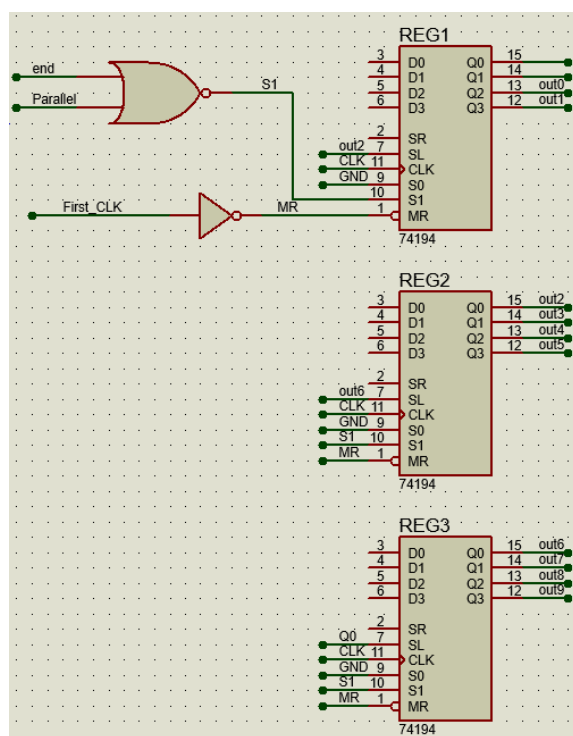 REG1
end
Parallel
S1
3 D0 Q0 15
4 D1 Q1 14
5 D2 Q2 13 out0
6 D3 Q3 12 out1
2 SR
out2 7 SL
CLK 11 CLK
GND 9 S0
10 S1
First_CLK MR 1 MR
74194
REG2
3 D0 Q0 15 out2
4 D1 Q1 14 out3
5 D2 Q2 13 out4
6 D3 Q3 12 out5
2 SR
out6 7 SL
CLK 11 CLK
GND 9 S0
S1 10 S1
MR 1 MR
74194
REG3
3 D0 Q0 15 out6
4 D1 Q1 14 out7
5 D2 Q2 13 out8
6 D3 Q3 12 out9
2 SR
Q0 7 SL
CLK 11 CLK
GND 9 S0
S1 10 S1
MR 1 MR
74194